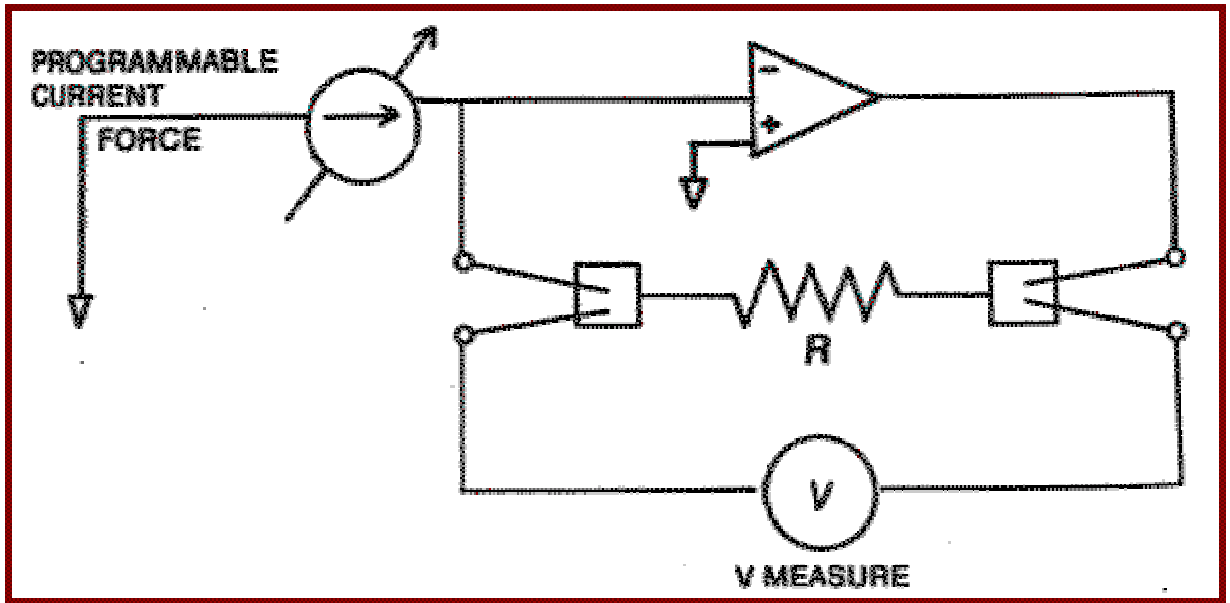 PROGRAMMABLE
CURRENT
FORCE
-
+
R
V
V MEASURE